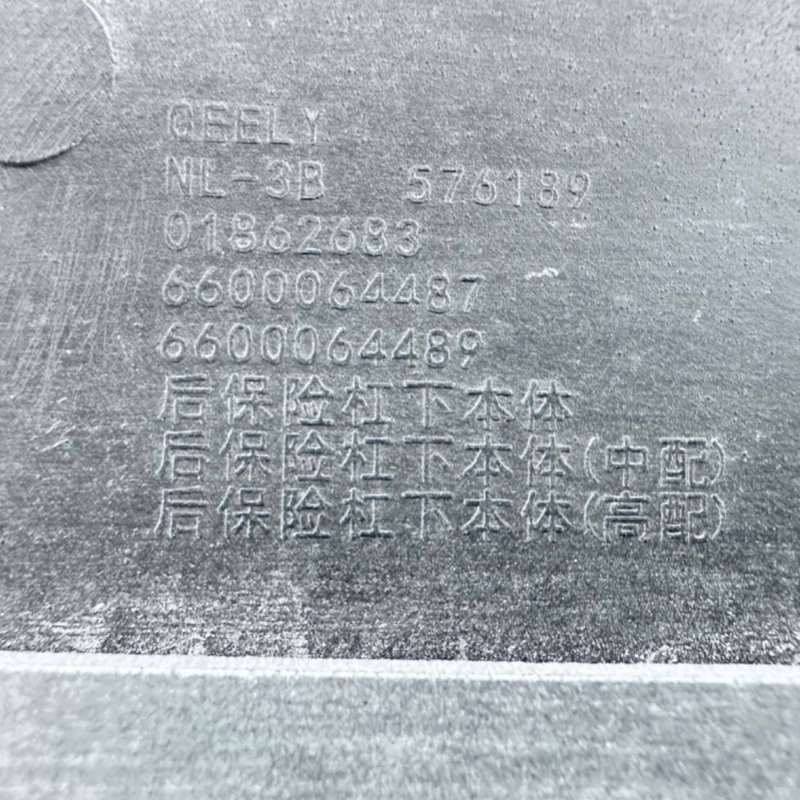 GEELY
NL-3B 576189
01862683
6600064487
6600064489
后保险杠下本体
后保险杠下本体(中配)
后保险杠下本体(高配)